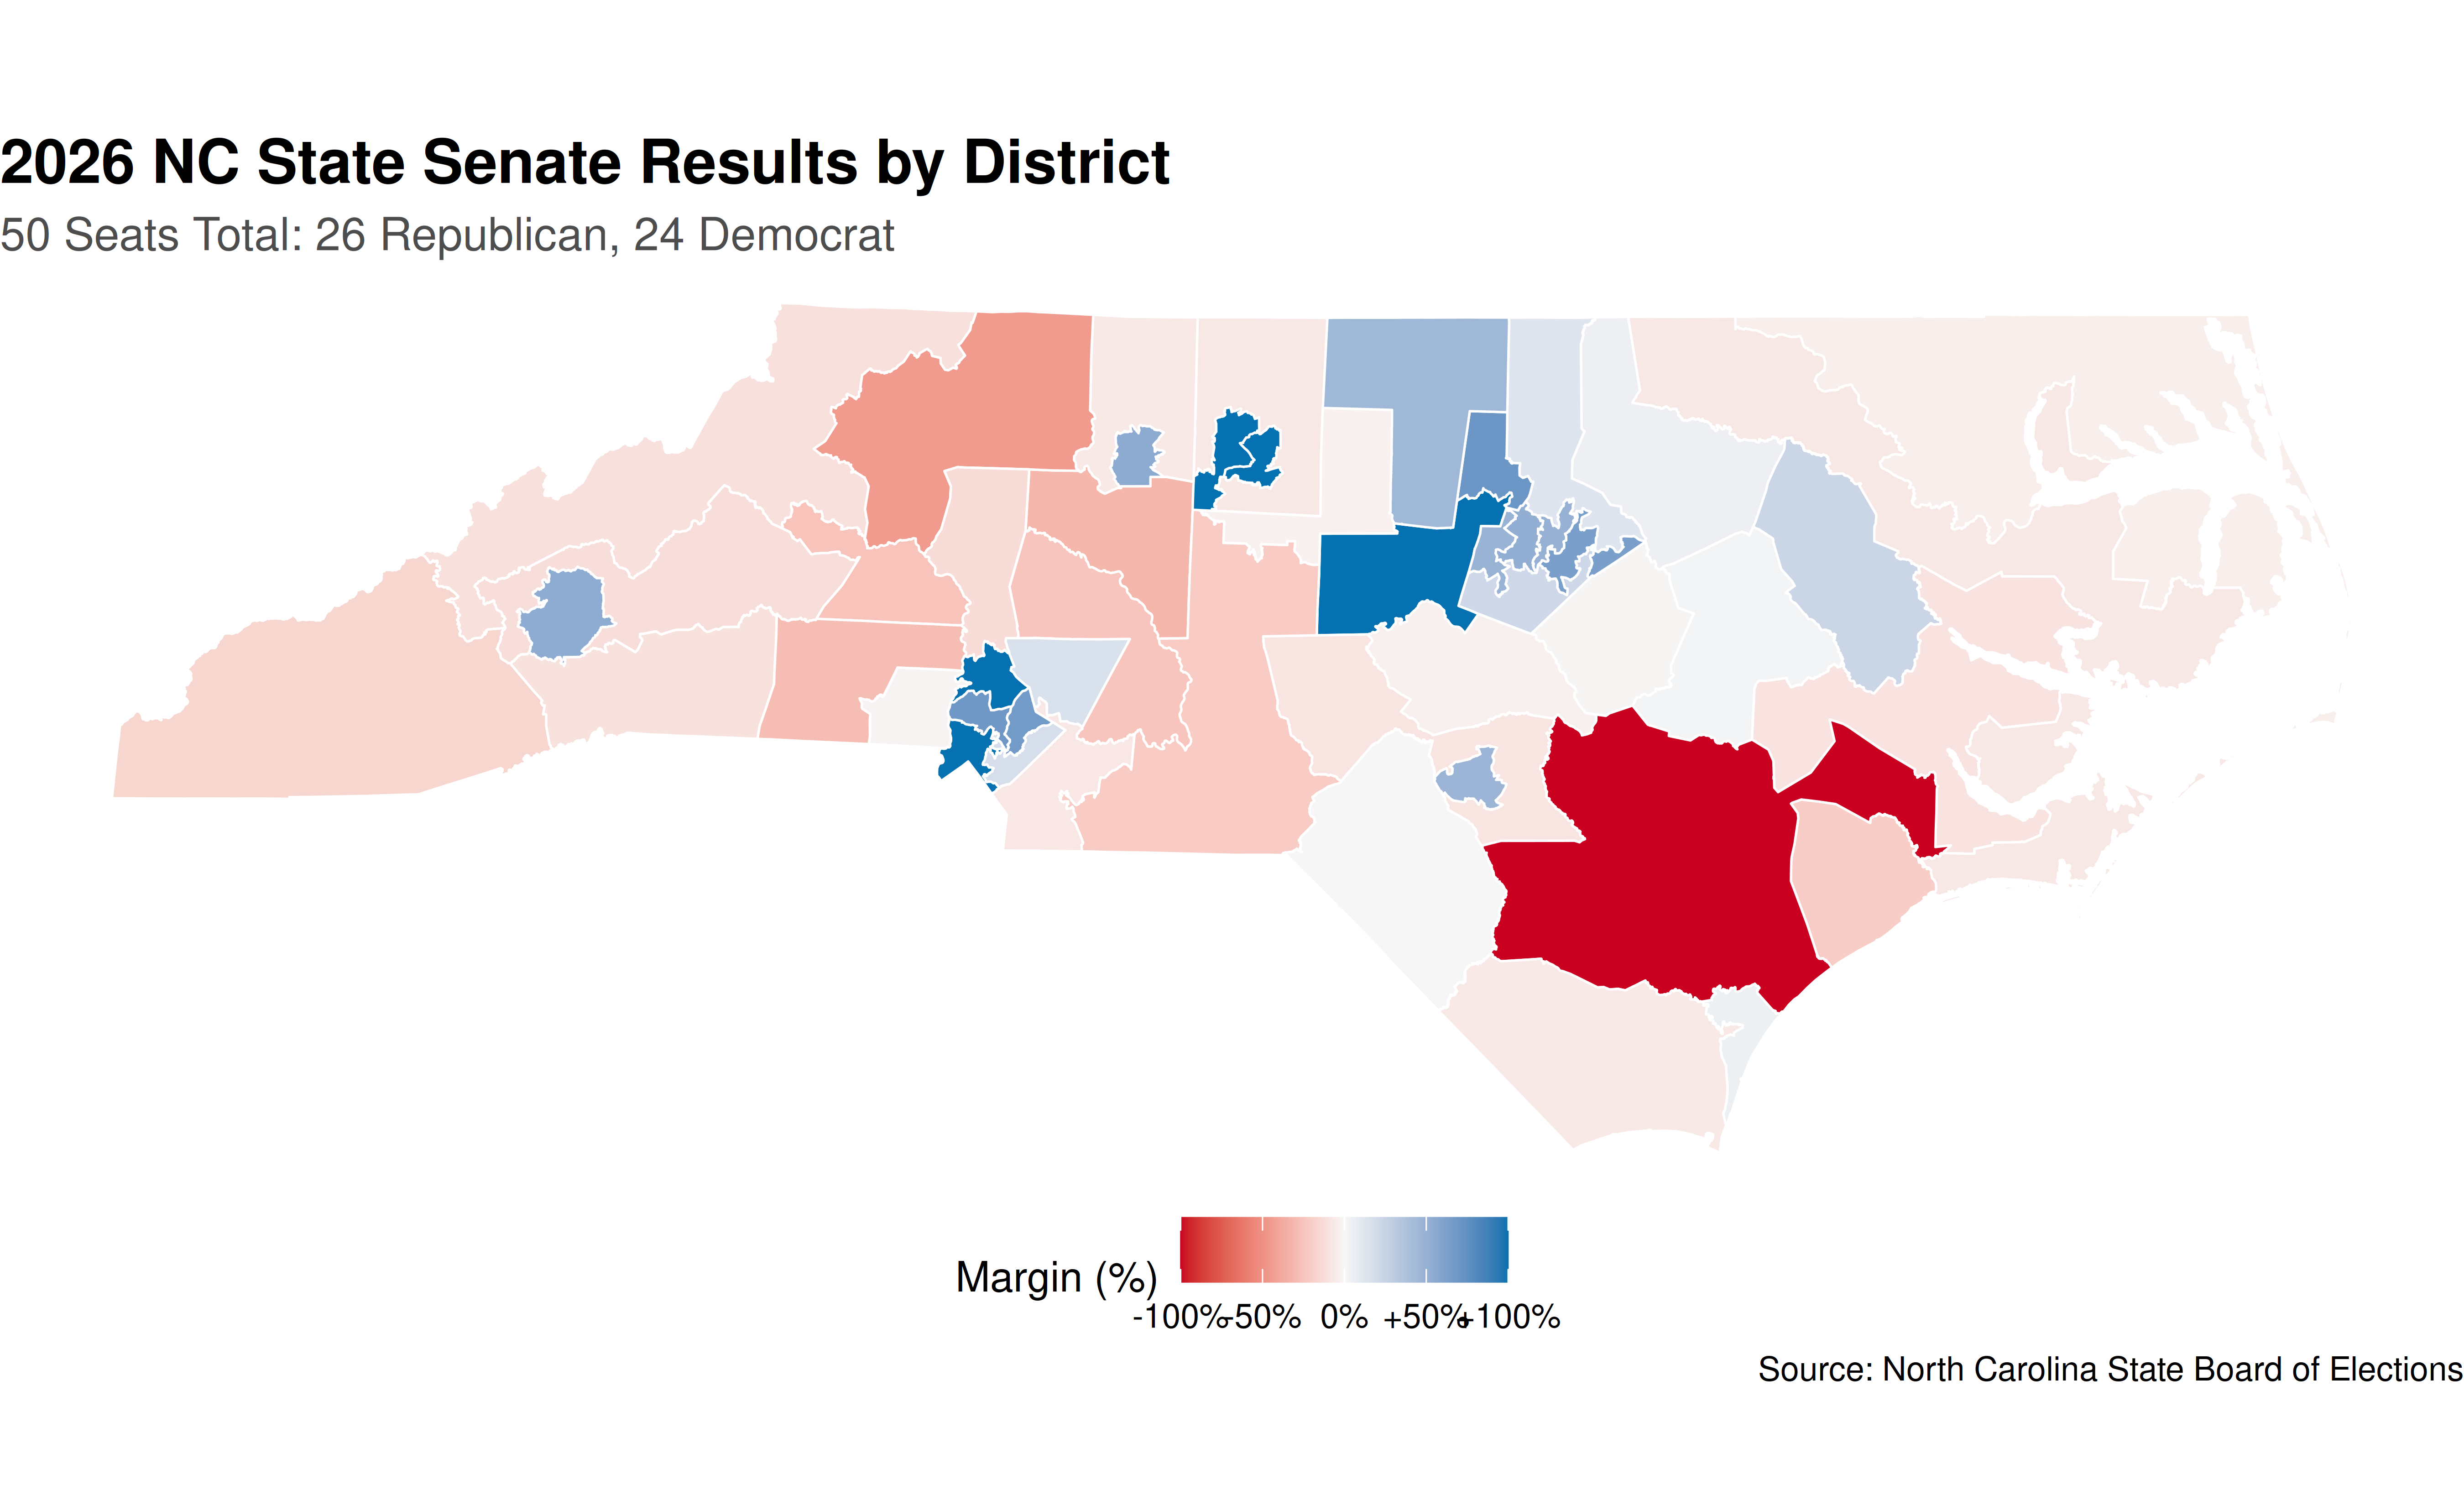 2026 NC State Senate Results by District
50 Seats Total: 26 Republican, 24 Democrat
Margin (%)
-100% -50% 0% +50% +100%
Source: North Carolina State Board of Elections